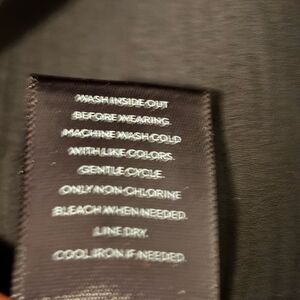 WASH INSIDE OUT
BEFORE WEARING.
MACHINE WASH COLD
WITH LIKE COLORS.
GENTLE CYCLE.
ONLY NON-CHLORINE
BLEACH WHEN NEEDED.
LINE DRY.
COOL IRON IF NEEDED.